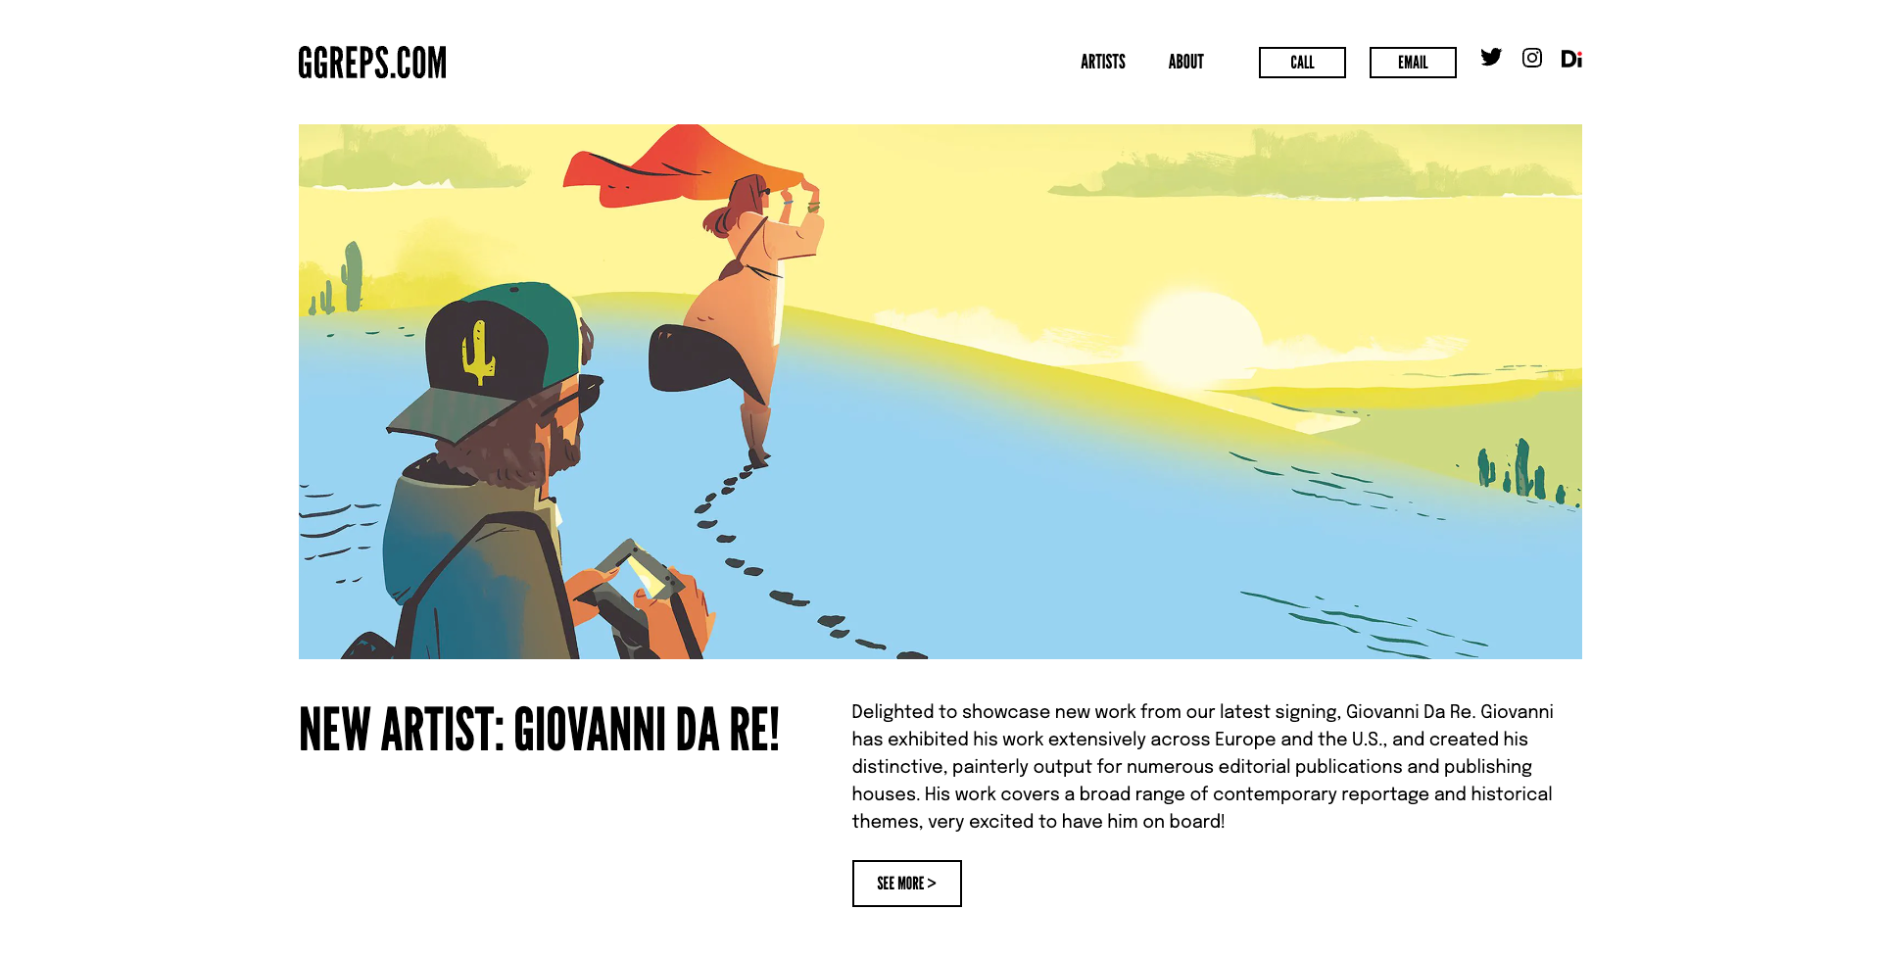 GGREPS.COM
ARTISTS ABOUT CALL EMAIL Di
NEW ARTIST: GIOVANNI DA RE!
Delighted to showcase new work from our latest signing, Giovanni Da Re. Giovanni
has exhibited his work extensively across Europe and the U.S., and created his
distinctive, painterly output for numerous editorial publications and publishing
houses. His work covers a broad range of contemporary reportage and historical
themes, very excited to have him on board!
SEE MORE >